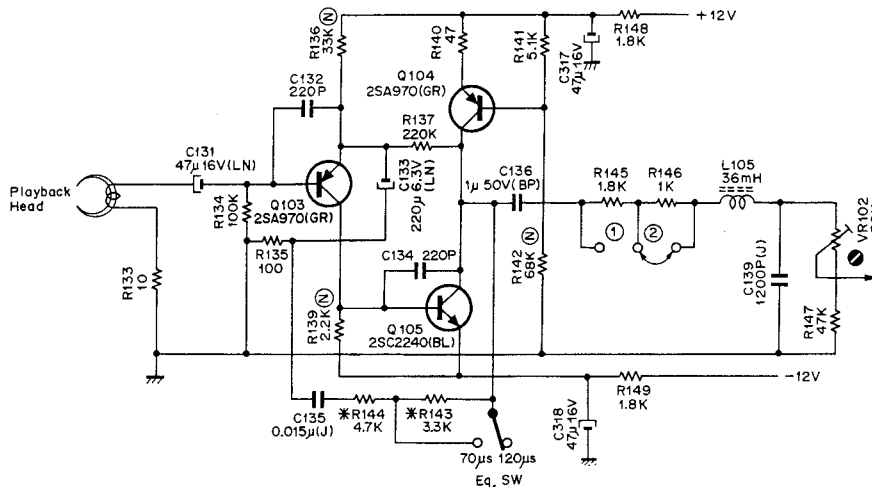 R136
33K Ⓝ
R140
47
R141
5.1K
C317
47µ16V
R148
1.8K
+12V
C132
220P
Q104
2SA970(GR)
R137
220K
C131
47µ16V(LN)
C133
220µ 6.3V
(LN)
C136
1µ 50V(BP)
R145
1.8K
R146
1K
L105
36mH
VR102
Playback
Head
R134
100K
Q103
2SA970(GR)
① ②
R135
100
C134 220P
R142
68K Ⓝ
C139
1200P(J)
R133
10
R139
2.2K Ⓝ
Q105
2SC2240(BL)
R147
47K
-12V
C135
0.015µ(J)
*R144
4.7K
*R143
3.3K
R149
1.8K
C318
47µ16V
70µs 120µs
Eq. SW